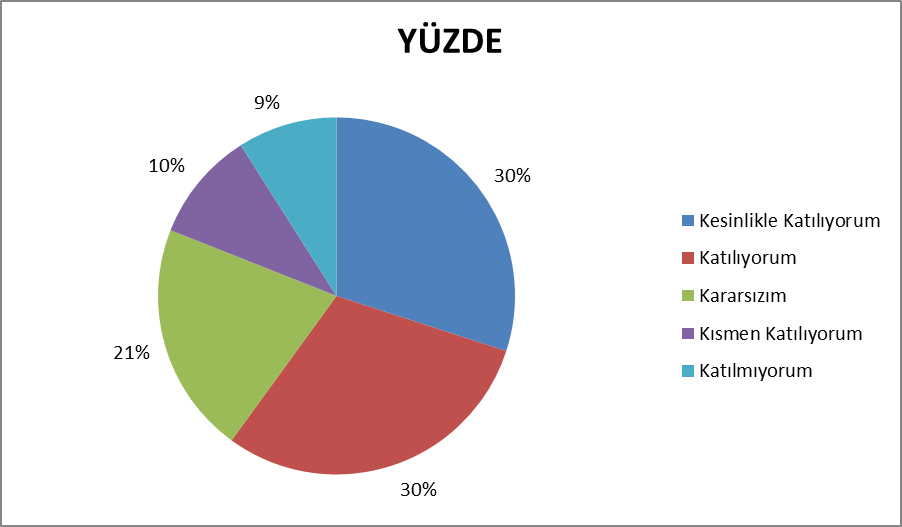 YÜZDE
9%
10%
30%
21%
30%
Kesinlikle Katılıyorum
Katılıyorum
Kararsızım
Kısmen Katılıyorum
Katılmıyorum